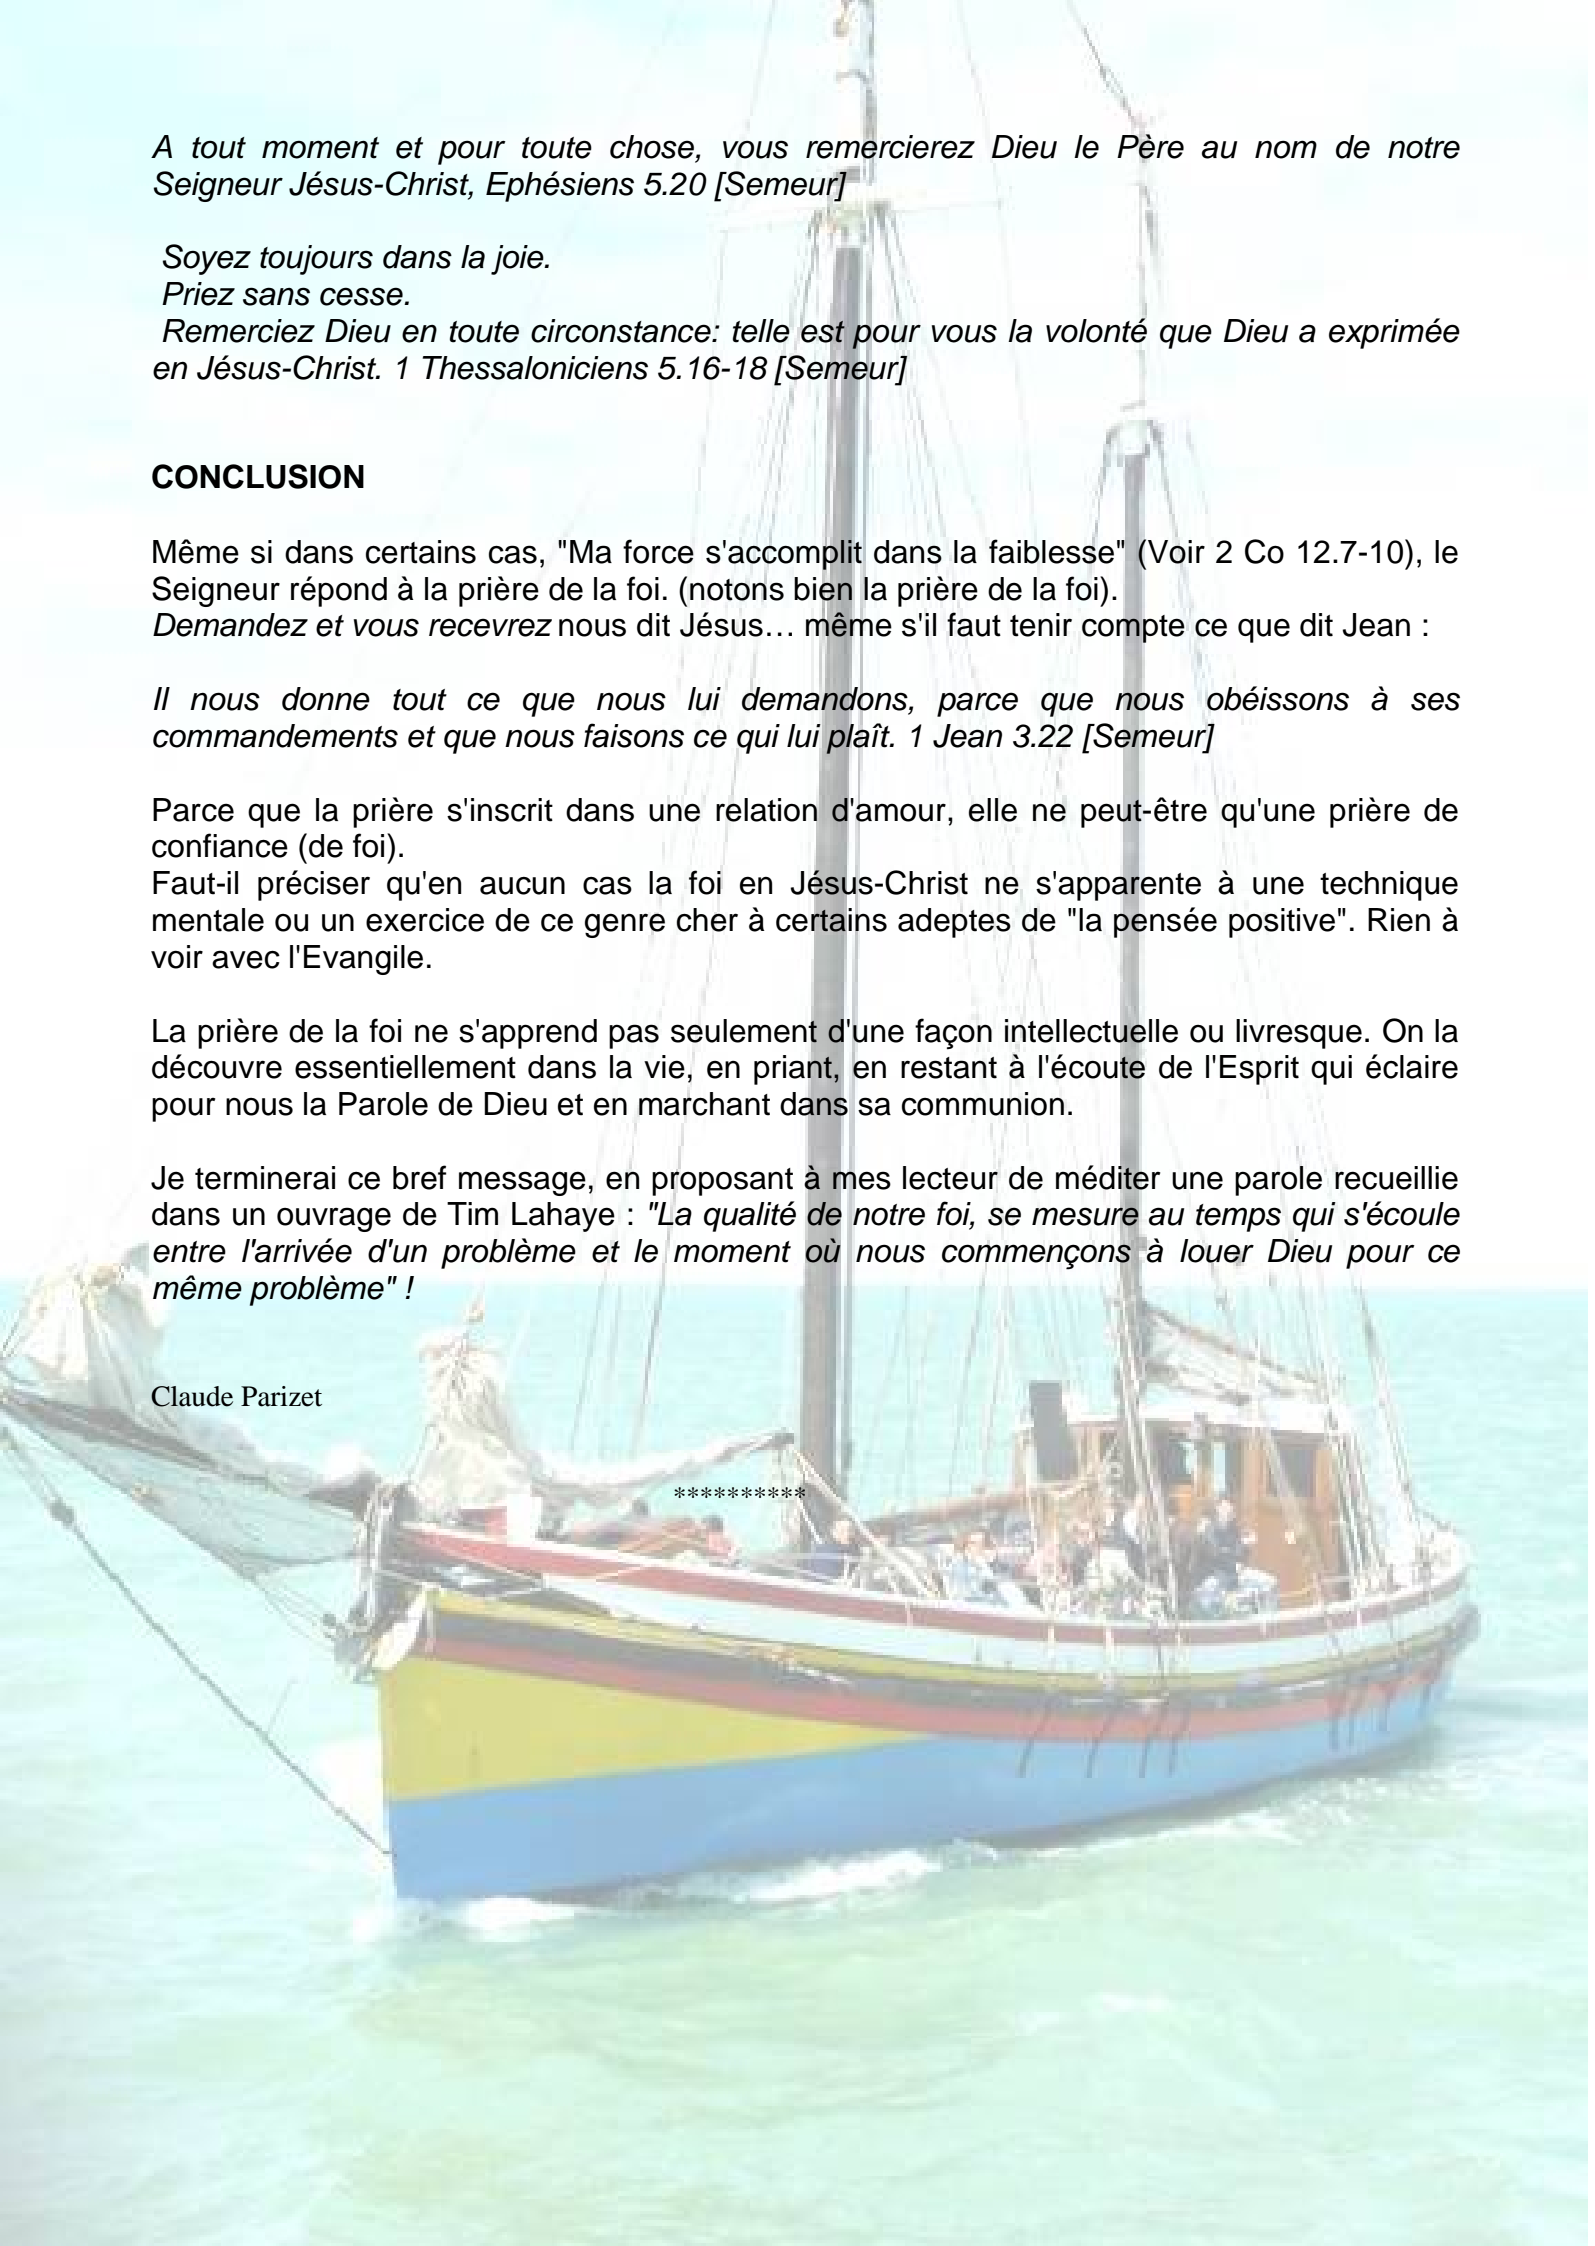 A tout moment et pour toute chose, vous remercierez Dieu le Père au nom de notre
Seigneur Jésus-Christ, Ephésiens 5.20 [Semeur]
Soyez toujours dans la joie.
Priez sans cesse.
Remerciez Dieu en toute circonstance: telle est pour vous la volonté que Dieu a exprimée
en Jésus-Christ. 1 Thessaloniciens 5.16-18 [Semeur]
CONCLUSION
Même si dans certains cas, "Ma force s'accomplit dans la faiblesse" (Voir 2 Co 12.7-10), le
Seigneur répond à la prière de la foi. (notons bien la prière de la foi).
Demandez et vous recevrez nous dit Jésus… même s'il faut tenir compte ce que dit Jean :
Il nous donne tout ce que nous lui demandons, parce que nous obéissons à ses
commandements et que nous faisons ce qui lui plaît. 1 Jean 3.22 [Semeur]
Parce que la prière s'inscrit dans une relation d'amour, elle ne peut-être qu'une prière de
confiance (de foi).
Faut-il préciser qu'en aucun cas la foi en Jésus-Christ ne s'apparente à une technique
mentale ou un exercice de ce genre cher à certains adeptes de "la pensée positive". Rien à
voir avec l'Evangile.
La prière de la foi ne s'apprend pas seulement d'une façon intellectuelle ou livresque. On la
découvre essentiellement dans la vie, en priant, en restant à l'écoute de l'Esprit qui éclaire
pour nous la Parole de Dieu et en marchant dans sa communion.
Je terminerai ce bref message, en proposant à mes lecteur de méditer une parole recueillie
dans un ouvrage de Tim Lahaye : "La qualité de notre foi, se mesure au temps qui s'écoule
entre l'arrivée d'un problème et le moment où nous commençons à louer Dieu pour ce
même problème" !
Claude Parizet
**********